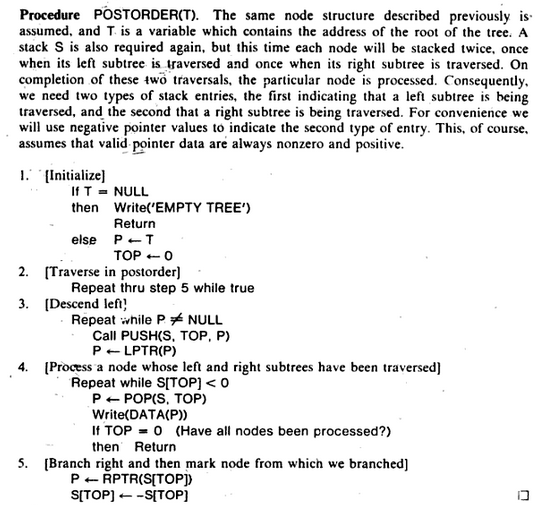 Procedure POSTORDER(T). The same node structure described previously is
assumed, and T is a variable which contains the address of the root of the tree. A
stack S is also required again, but this time each node will be stacked twice, once
when its left subtree is traversed and once when its right subtree is traversed. On
completion of these two traversals, the particular node is processed. Consequently,
we need two types of stack entries, the first indicating that a left subtree is being
traversed, and the second that a right subtree is being traversed. For convenience we
will use negative pointer values to indicate the second type of entry. This, of course,
assumes that valid pointer data are always nonzero and positive.
1. [Initialize]
If T = NULL
then Write('EMPTY TREE')
Return
else P ← T
TOP ← 0
2. [Traverse in postorder]
Repeat thru step 5 while true
3. [Descend left]
Repeat while P ≠ NULL
Call PUSH(S, TOP, P)
P ← LPTR(P)
4. [Process a node whose left and right subtrees have been traversed]
Repeat while S[TOP] < 0
P ← POP(S, TOP)
Write(DATA(P))
If TOP = 0 (Have all nodes been processed?)
then Return
5. [Branch right and then mark node from which we branched]
P ← RPTR(S[TOP])
S[TOP] ← -S[TOP]